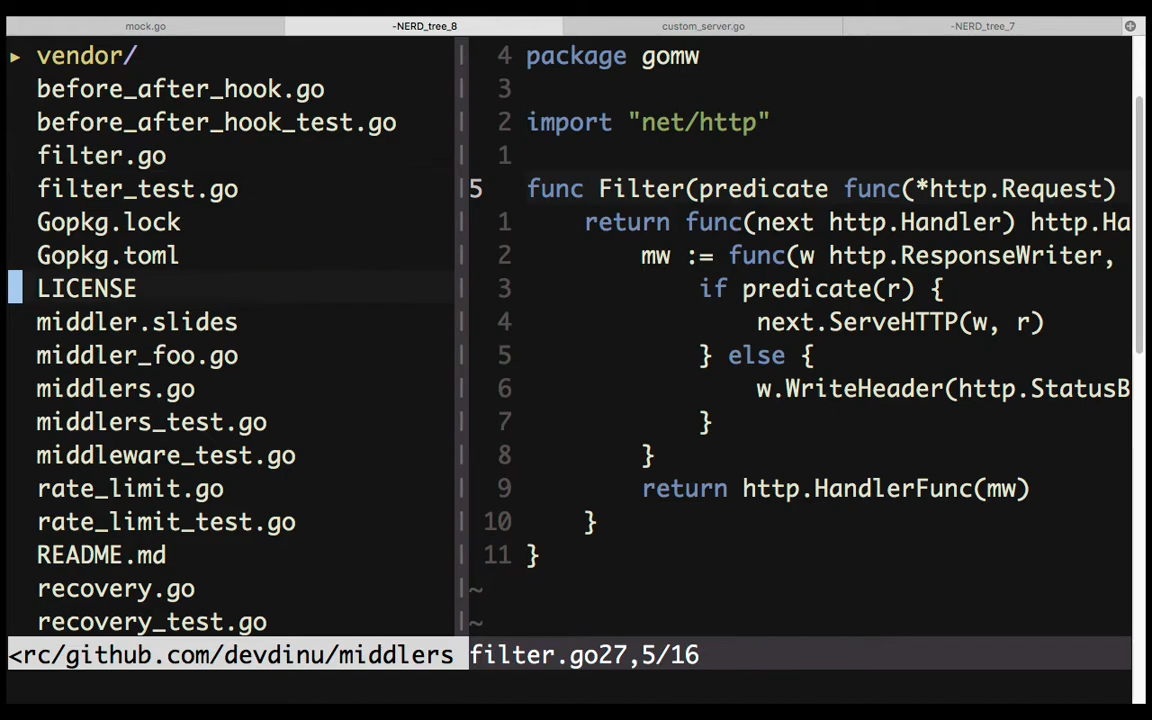 mock.go
-NERD_tree_8
custom_server.go
-NERD_tree_7
▸ vendor/
before_after_hook.go
before_after_hook_test.go
filter.go
filter_test.go
Gopkg.lock
Gopkg.toml
LICENSE
middler.slides
middler_foo.go
middlers.go
middlers_test.go
middleware_test.go
rate_limit.go
rate_limit_test.go
README.md
recovery.go
recovery_test.go
<rc/github.com/devdinu/middlers
4 package gomw
3
2 import "net/http"
1
5 func Filter(predicate func(*http.Request)
1 return func(next http.Handler) http.Ha
2 mw := func(w http.ResponseWriter,
3 if predicate(r) {
4 next.ServeHTTP(w, r)
5 } else {
6 w.WriteHeader(http.StatusB
7 }
8 }
9 return http.HandlerFunc(mw)
10 }
11 }
~
~
filter.go27,5/16